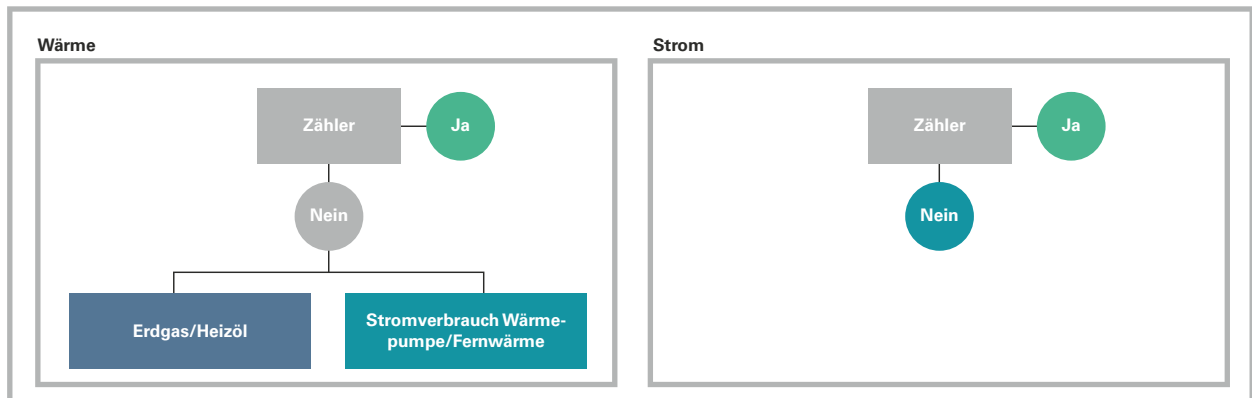 Wärme
Zähler
Ja
Nein
Erdgas/Heizöl
Stromverbrauch Wärme-
pumpe/Fernwärme
Strom
Zähler
Ja
Nein